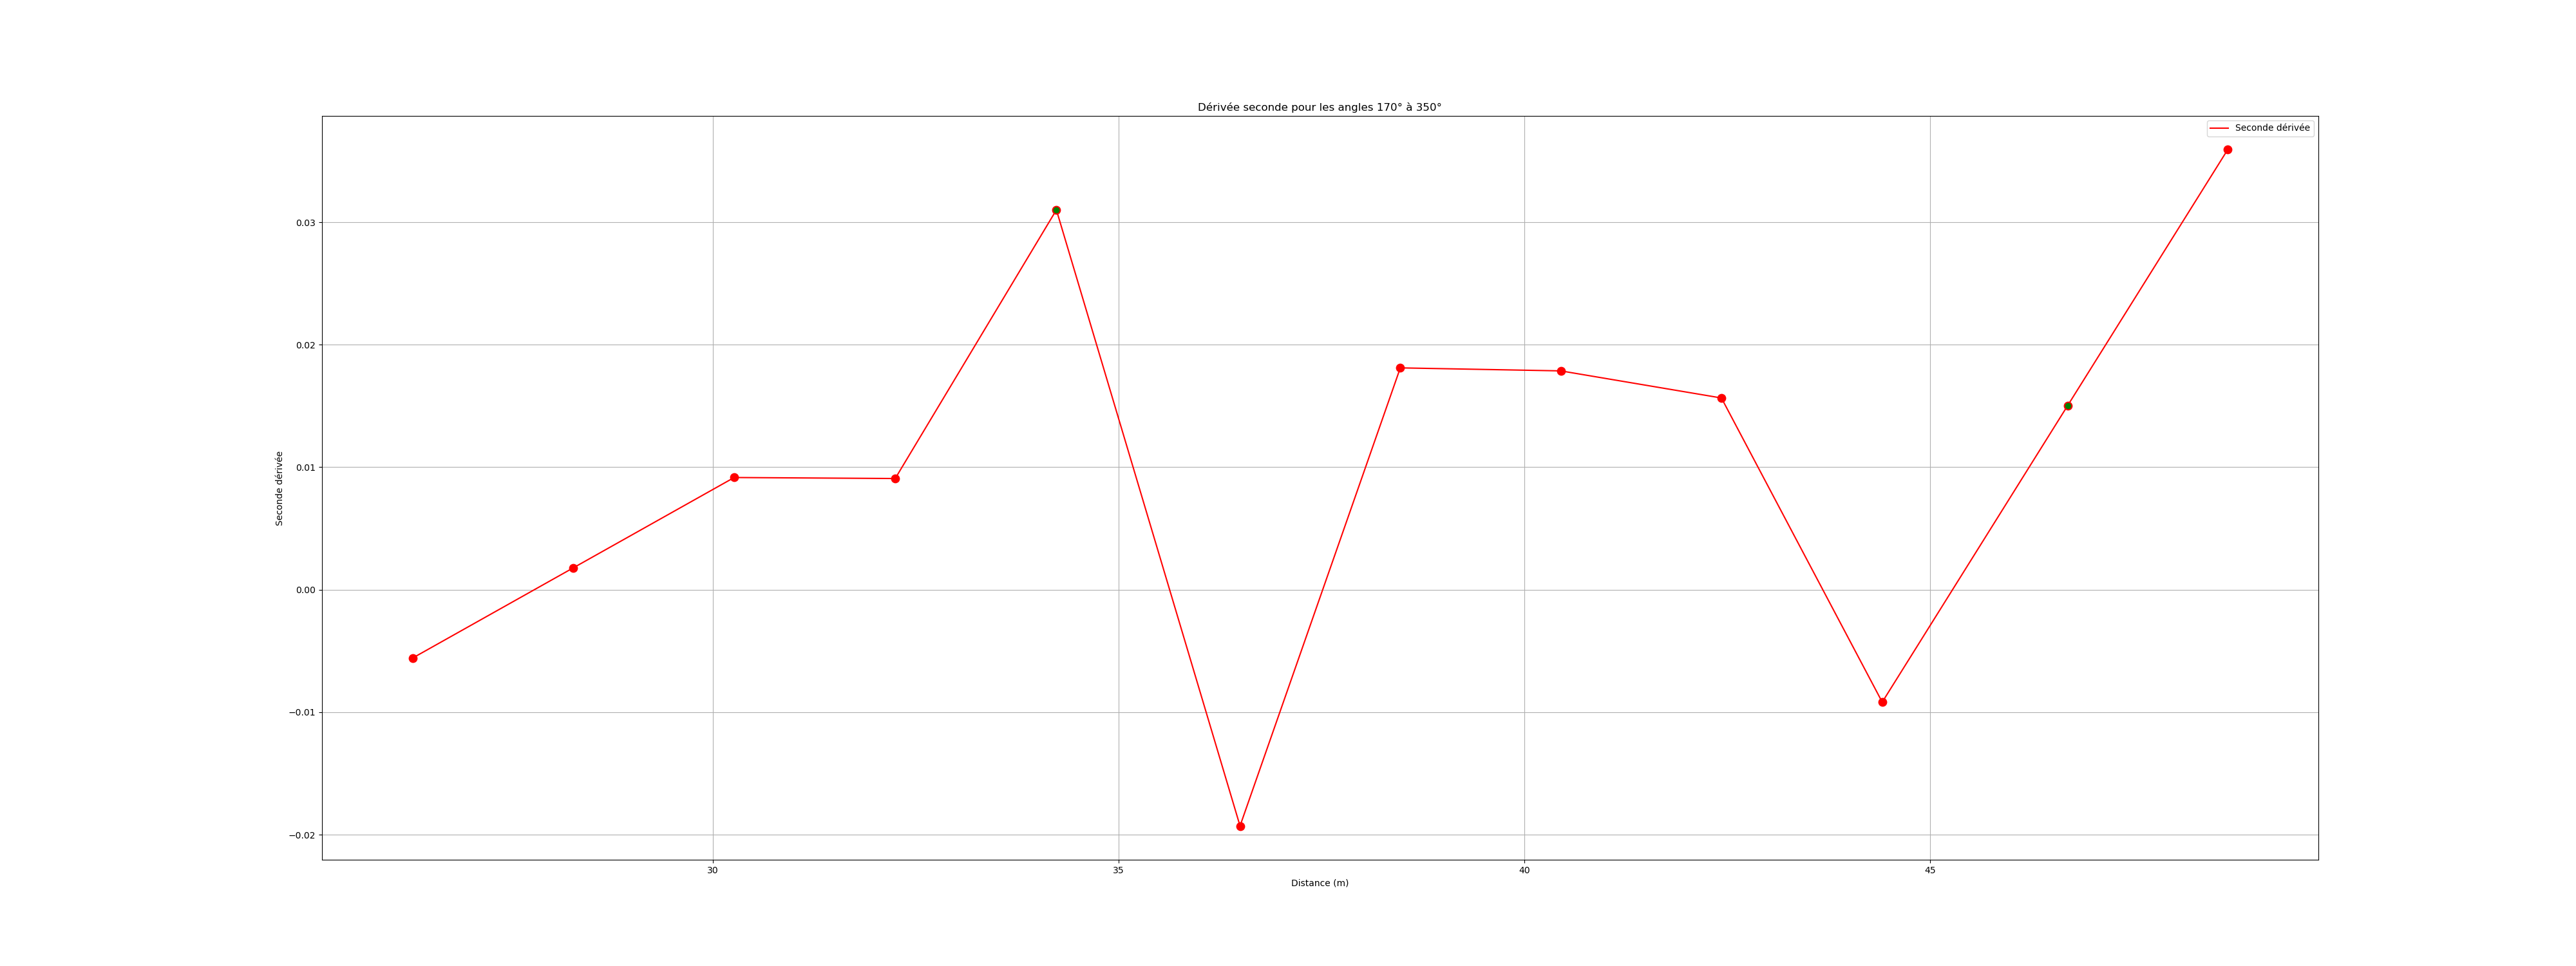 Dérivée seconde pour les angles 170° à 350°
Seconde dérivée
0.03
0.02
0.01
0.00
−0.01
−0.02
Seconde dérivée
30
35
40
45
Distance (m)